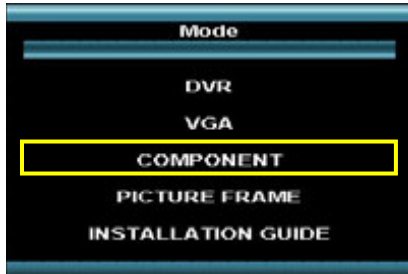 Mode
DVR
VGA
COMPONENT
PICTURE FRAME
INSTALLATION GUIDE